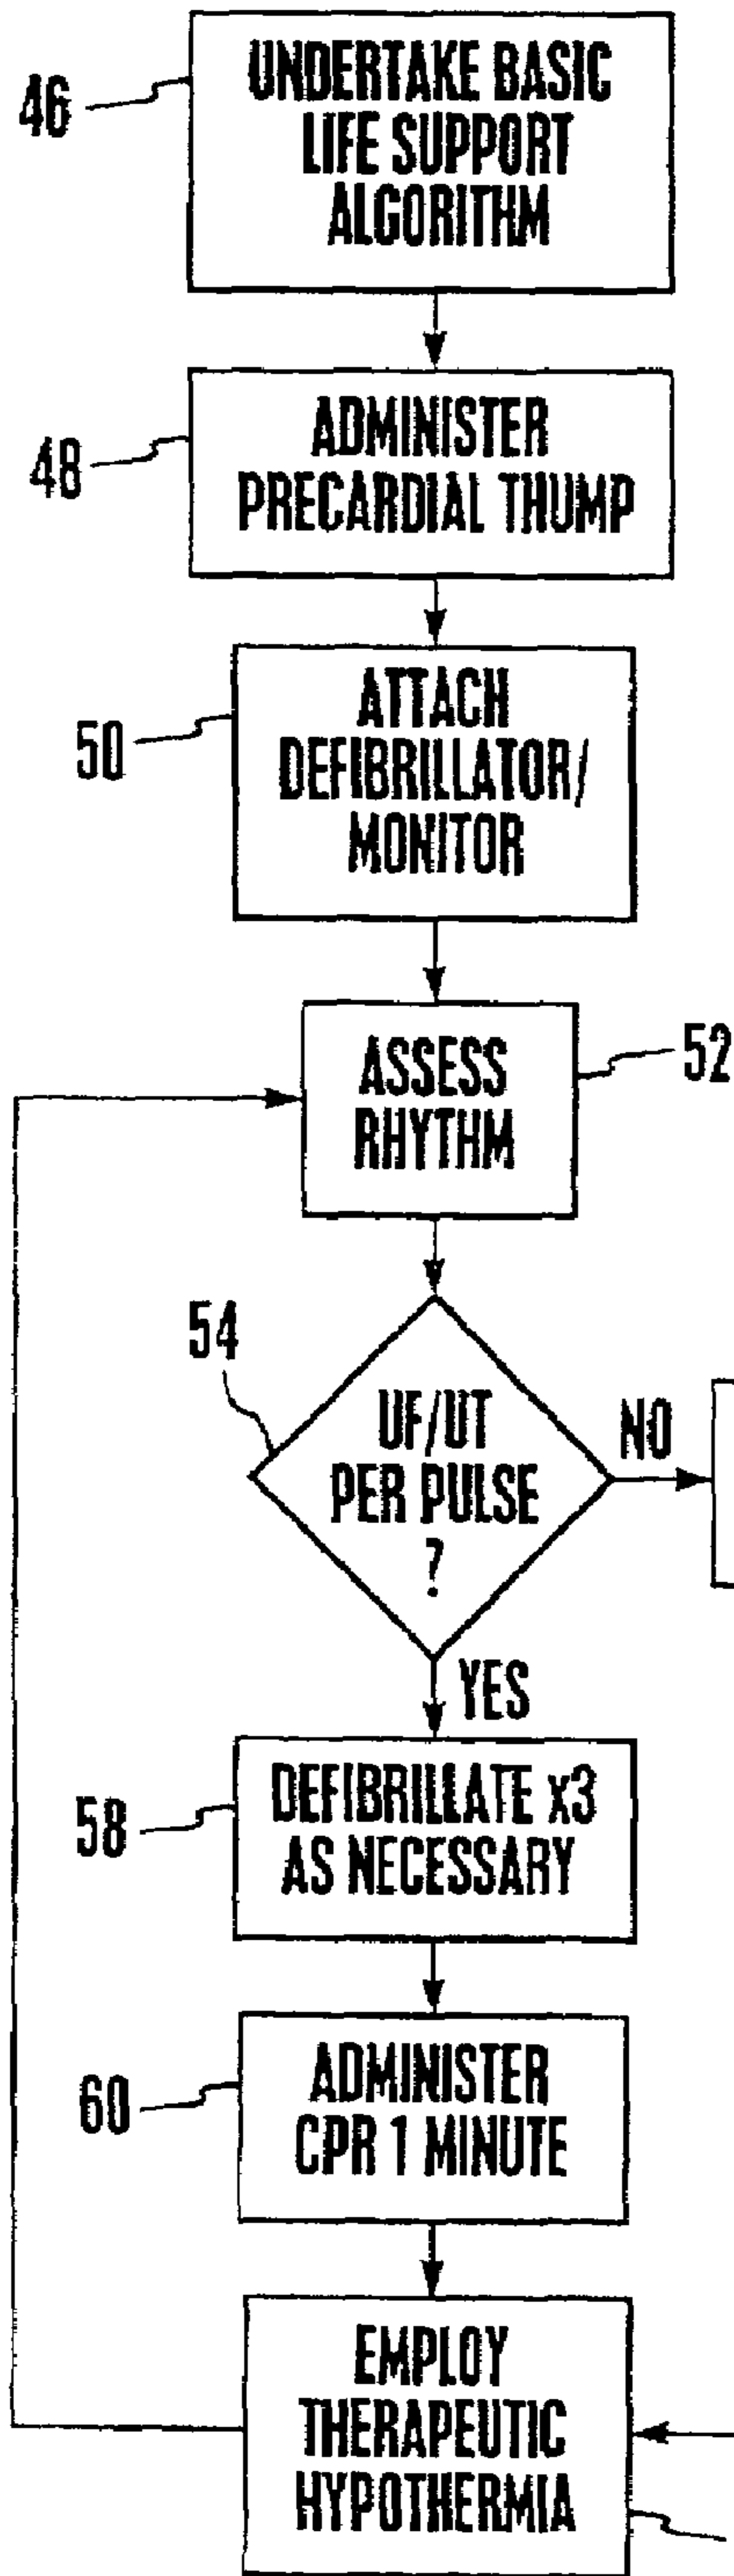 46
UNDERTAKE BASIC
LIFE SUPPORT
ALGORITHM
48
ADMINISTER
PRECARDIAL THUMP
50
ATTACH
DEFIBRILLATOR/
MONITOR
ASSESS
RHYTHM
52
54
UF/UT
PER PULSE
?
NO
YES
58
DEFIBRILLATE x3
AS NECESSARY
60
ADMINISTER
CPR 1 MINUTE
EMPLOY
THERAPEUTIC
HYPOTHERMIA